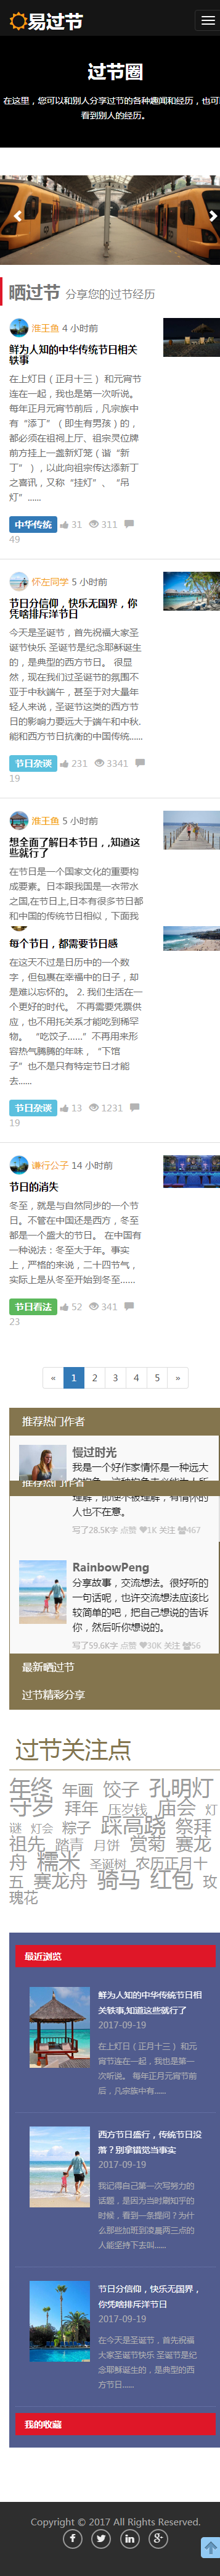 易过节
过节圈
在这里，您可以和别人分享过节的各种趣闻和经历，也可
看到别人的经历。
晒过节 分享您的过节经历
淮王鱼 4 小时前
鲜为人知的中华传统节日相关
轶事
在上灯日（正月十三） 和元宵节
连在一起，我也是第一次听说。
每年正月元宵节前后，凡宗族中
有“添丁”（即生有男孩）的，
都必须在祖祠上厅、祖宗灵位牌
前方挂上一盏新灯笼（谐“新
丁”），以此向祖宗传达添新丁
之喜讯，又称“挂灯”、“吊
灯”......
中华传统 31 311
49
怀左同学 5 小时前
节日分信仰，快乐无国界，你
凭啥排斥洋节日
今天是圣诞节，首先祝福大家圣
诞节快乐 圣诞节是纪念耶稣诞生
的，是典型的西方节日。 很显
然，现在我们过圣诞节的氛围不
亚于中秋端午，甚至于对大量年
轻人来说，圣诞节这类的西方节
日的影响力要远大于端午和中秋.
能和西方节日抗衡的中国传统......
节日杂谈 231 3341
19
淮王鱼 5 小时前
想全面了解日本节日，,知道这
些就行了
在节日是一个国家文化的重要构
成要素。日本跟我国是一衣带水
之国,在节日上,日本有很多节日都
和中国的传统节日相似，下面我
每个节日，都需要节日感
在这天不过是日历中的一个数
字，但包裹在幸福中的日子，却
是难以忘怀的。 2. 我们生活在一
个更好的时代。 不再需要凭票供
应，也不用托关系才能吃到稀罕
物。 “吃饺子……”不再用来形
容热气腾腾的年味，“下馆
子”也不是只有特定节日才能
去......
节日杂谈 13 1231
19
谦行公子 14 小时前
节日的消失
冬至，就是与自然同步的一个节
日。不管在中国还是西方，冬至
都是一个盛大的节日。 在中国有
一种说法：冬至大于年。事实
上，严格的来说，二十四节气，
实际上是从冬至开始到冬至......
节日看法 52 341
23
« 1 2 3 4 5 »
推荐热门作者
慢过时光
我是一个好作家情怀是一种远大
理解，即使不被理解，有情怀的
人也不在意。
写了28.5K字 点赞 1K 关注 467
RainbowPeng
分享故事，交流想法。很好听的
一句话呢，也许交流想法应该比
较简单的吧，把自己想说的告诉
你，然后听你想说的。
写了59.6K字 点赞 30K 关注 56
最新晒过节
过节精彩分享
过节关注点
年终 年画 饺子 孔明灯
守岁 拜年 压岁钱 庙会 灯
谜 灯会 粽子 踩高跷 祭拜
祖先 踏青 月饼 赏菊 赛龙
舟 糯米 圣诞树 农历正月十
五 赛龙舟 骑马 红包 玫
瑰花
最近浏览
鲜为人知的中华传统节日相
关轶事,知道这些就行了
2017-09-19
在上灯日（正月十三） 和元
宵节连在一起，我也是第一
次听说。 每年正月元宵节前
后，凡宗族中有......
西方节日盛行，传统节日没
落？别拿错觉当事实
2017-09-19
我记得自己第一次写努力的
话题，是因为当时刷知乎的
时候，看到一条提问？为什
么那些加班到凌晨两三点的
人能坚持下去叫......
节日分信仰，快乐无国界，
你凭啥排斥洋节日
2017-09-19
在今天是圣诞节，首先祝福
大家圣诞节快乐 圣诞节是纪
念耶稣诞生的，是典型的西
方节日......
我的收藏
Copyright © 2017 All Rights Reserved.